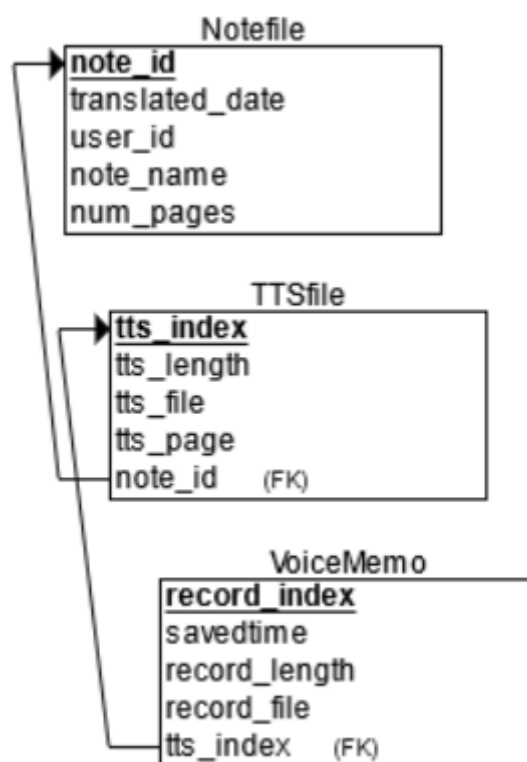 Notefile
note_id
translated_date
user_id
note_name
num_pages
TTSfile
tts_index
tts_length
tts_file
tts_page
note_id (FK)
VoiceMemo
record_index
savedtime
record_length
record_file
tts_index (FK)